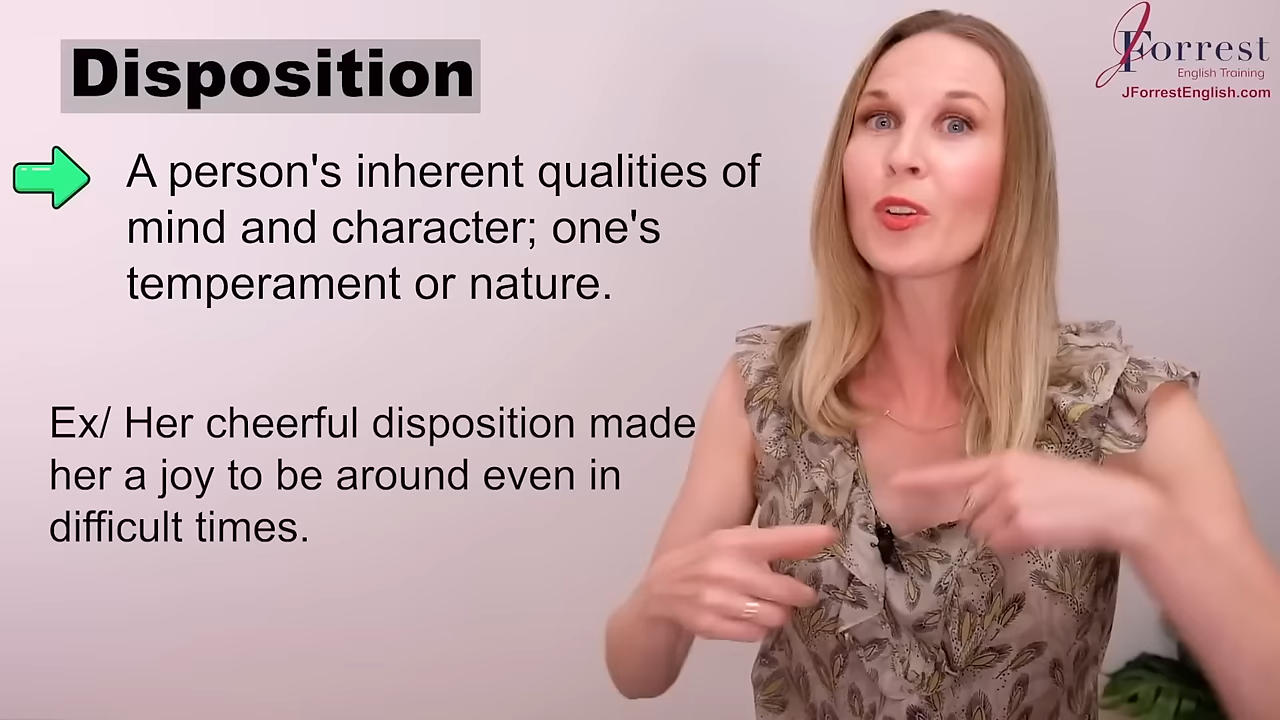 Disposition
A person's inherent qualities of
mind and character; one's
temperament or nature.
Ex/ Her cheerful disposition made
her a joy to be around even in
difficult times.
JForrest
English Training
JForrestEnglish.com